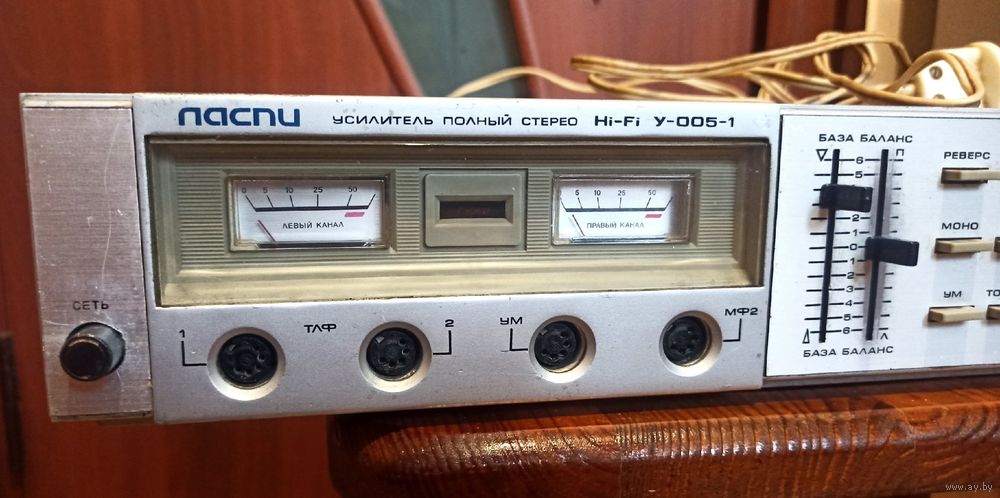 ЛАСПИ УСИЛИТЕЛЬ ПОЛНЫЙ СТЕРЕО Hi-Fi У-005-1
0 5 10 25 50
ЛЕВЫЙ КАНАЛ
5 10 25 50
ПРАВЫЙ КАНАЛ
СЕТЬ
1 ТЛФ 2
УМ МФ2
БАЗА БАЛАНС
П
6
5
2
1
0
1
2
3
4
5
6
Л
БАЗА БАЛАНС
РЕВЕРС
МОНО
УМ
www.ay.by